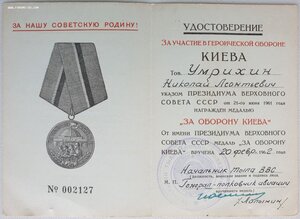 ЗА НАШУ СОВЕТСКУЮ РОДИНУ!
№ 002127
УДОСТОВЕРЕНИЕ
ЗА УЧАСТИЕ В ГЕРОИЧЕСКОЙ ОБОРОНЕ
КИЕВА
Тов. Умрихин
Николай Леонтьевич
УКАЗОМ ПРЕЗИДИУМА ВЕРХОВНОГО
СОВЕТА СССР от 21-го июня 1961 года
НАГРАЖДЕН МЕДАЛЬЮ
„ЗА ОБОРОНУ КИЕВА“
От имени ПРЕЗИДИУМА ВЕРХОВНОГО
СОВЕТА СССР МЕДАЛЬ „ЗА ОБОРОНУ
КИЕВА“ ВРУЧЕНА 20 февр. 1962 г.
Начальник Тыла ВВС
М. П. Генерал-полковник авиации